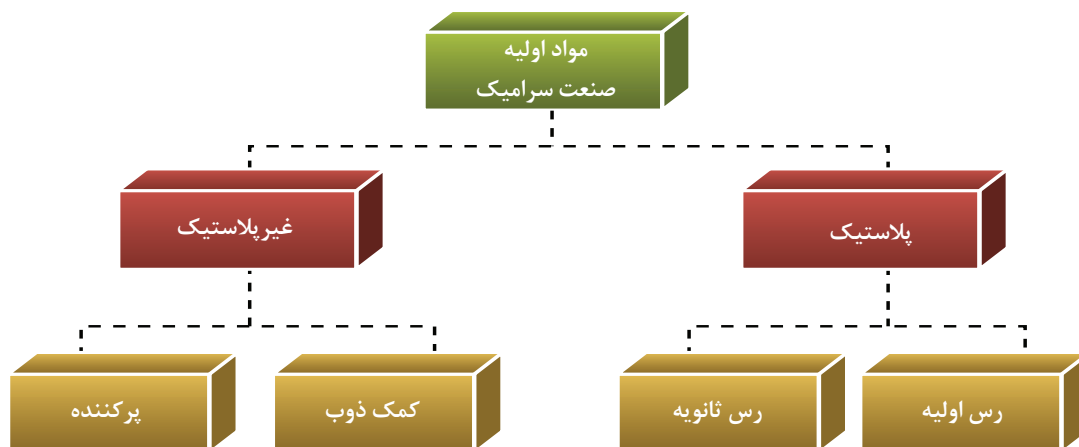 مواد اولیه
صنعت سرامیک
پلاستیک
غیرپلاستیک
رس اولیه
رس ثانویه
کمک ذوب
پرکننده